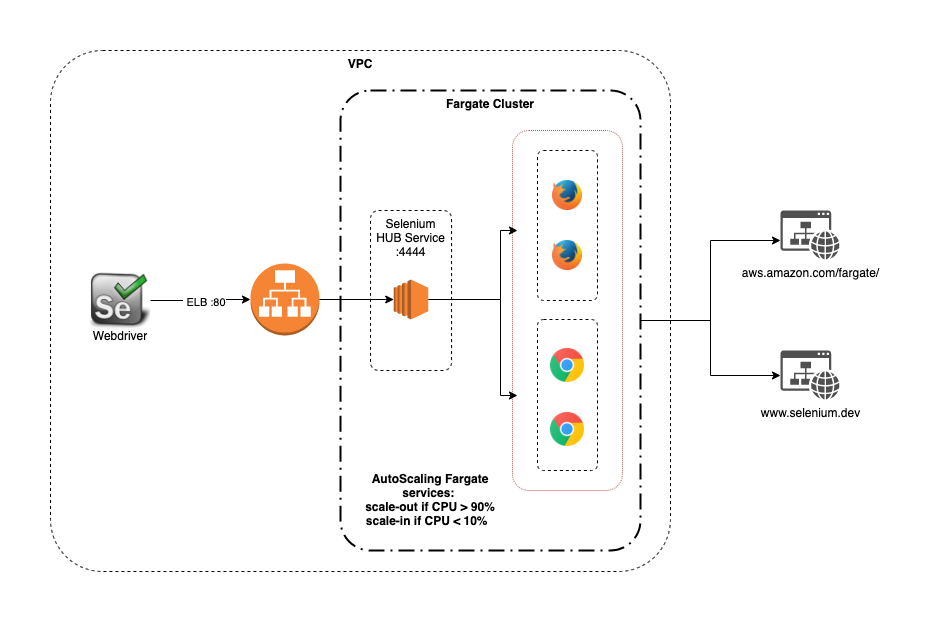 VPC
Fargate Cluster
Selenium
HUB Service
:4444
Se
Webdriver
ELB :80
aws.amazon.com/fargate/
www.selenium.dev
AutoScaling Fargate
services:
scale-out if CPU > 90%
scale-in if CPU < 10%